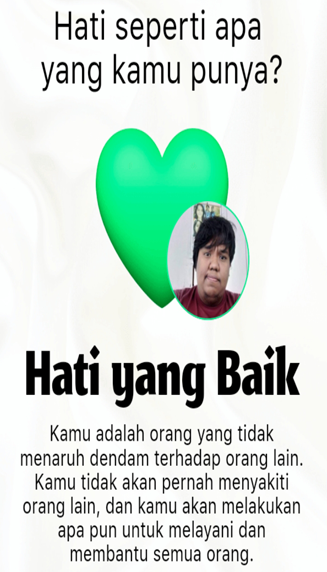 Hati seperti apa
yang kamu punya?
Hati yang Baik
Kamu adalah orang yang tidak
menaruh dendam terhadap orang lain.
Kamu tidak akan pernah menyakiti
orang lain, dan kamu akan melakukan
apa pun untuk melayani dan
membantu semua orang.